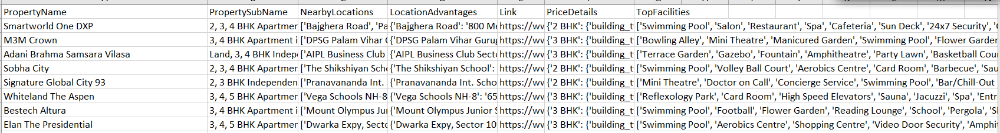 PropertyName PropertySubName NearbyLocations LocationAdvantages Link PriceDetails TopFacilities
Smartworld One DXP 2, 3, 4 BHK Apartmen ['Bajghera Road', 'Pa {'Bajghera Road': '800 Me https://wv {'2 BHK': {'building_t ['Swimming Pool', 'Salon', 'Restaurant', 'Spa', 'Cafeteria', 'Sun Deck', '24x7 Security', '
M3M Crown 3, 4 BHK Apartment i ['DPSG Palam Vihar {'DPSG Palam Vihar Gurug https://wv {'3 BHK': {'building_t ['Bowling Alley', 'Mini Theatre', 'Manicured Garden', 'Swimming Pool', 'Flower Garden
Adani Brahma Samsara Vilasa Land, 3, 4 BHK Indep ['AIPL Business Club {'AIPL Business Club Sect https://wv {'3 BHK': {'building_t ['Terrace Garden', 'Gazebo', 'Fountain', 'Amphitheatre', 'Party Lawn', 'Basketball Cou
Sobha City 2, 3, 4 BHK Apartmen ['The Shikshiyan Sch {'The Shikshiyan School': https://wv {'2 BHK': {'building_t ['Swimming Pool', 'Volley Ball Court', 'Aerobics Centre', 'Card Room', 'Barbecue', 'Sau
Signature Global City 93 2, 3 BHK Independen ['Pranavananda Int. {'Pranavananda Int. Scho https://wv {'2 BHK': {'building_t ['Mini Theatre', 'Doctor on Call', 'Concierge Service', 'Swimming Pool', 'Bar/Chill-Out
Whiteland The Aspen 3, 4, 5 BHK Apartmen ['Vega Schools NH-8 {'Vega Schools NH-8': '65 https://wv {'3 BHK': {'building_t ['Reflexology Park', 'Card Room', 'High Speed Elevators', 'Sauna', 'Jacuzzi', 'Spa', 'Entr
Bestech Altura 3, 4 BHK Apartment i ['Mount Olympus Ju {'Mount Olympus Junior S https://wv {'3 BHK': {'building_t ['Swimming Pool', 'Football', 'Flower Garden', 'Reading Lounge', 'School', 'Pergola', 'S
Elan The Presidential 3, 4, 5 BHK Apartmen ['Dwarka Expy, Sect {'Dwarka Expy, Sector 10 https://wv {'3 BHK': {'building_t ['Swimming Pool', 'Aerobics Centre', 'Shopping Centre', 'Video Door Security', 'Amphit